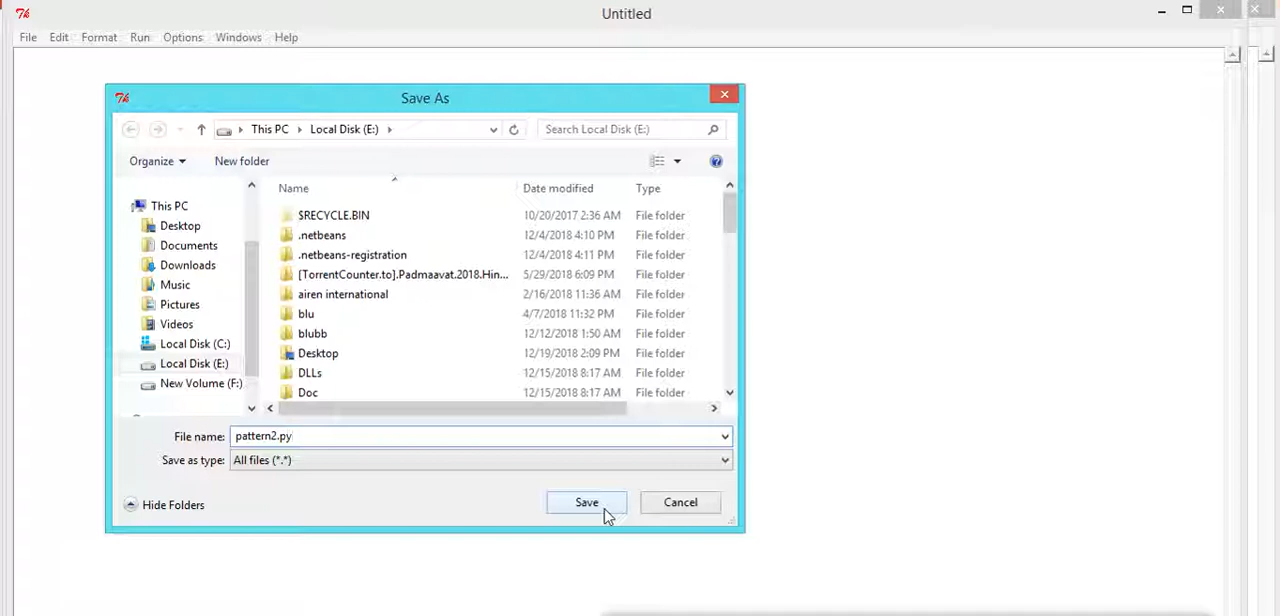 Untitled
File Edit Format Run Options Windows Help
Save As
This PC Local Disk (E:) Search Local Disk (E:)
Organize New folder
Name Date modified Type
This PC
Desktop
Documents
Downloads
Music
Pictures
Videos
Local Disk (C:)
Local Disk (E:)
New Volume (F:)
$RECYCLE.BIN 10/20/2017 2:36 AM File folder
.netbeans 12/4/2018 4:10 PM File folder
.netbeans-registration 12/4/2018 4:11 PM File folder
[TorrentCounter.to].Padmaavat.2018.Hin... 5/29/2018 6:09 PM File folder
airen international 2/16/2018 11:36 AM File folder
blu 4/7/2018 11:32 PM File folder
blubb 12/12/2018 1:50 AM File folder
Desktop 12/19/2018 2:09 PM File folder
DLLs 12/15/2018 8:17 AM File folder
Doc 12/15/2018 8:17 AM File folder
File name: pattern2.py
Save as type: All files (*.*)
Hide Folders Save Cancel